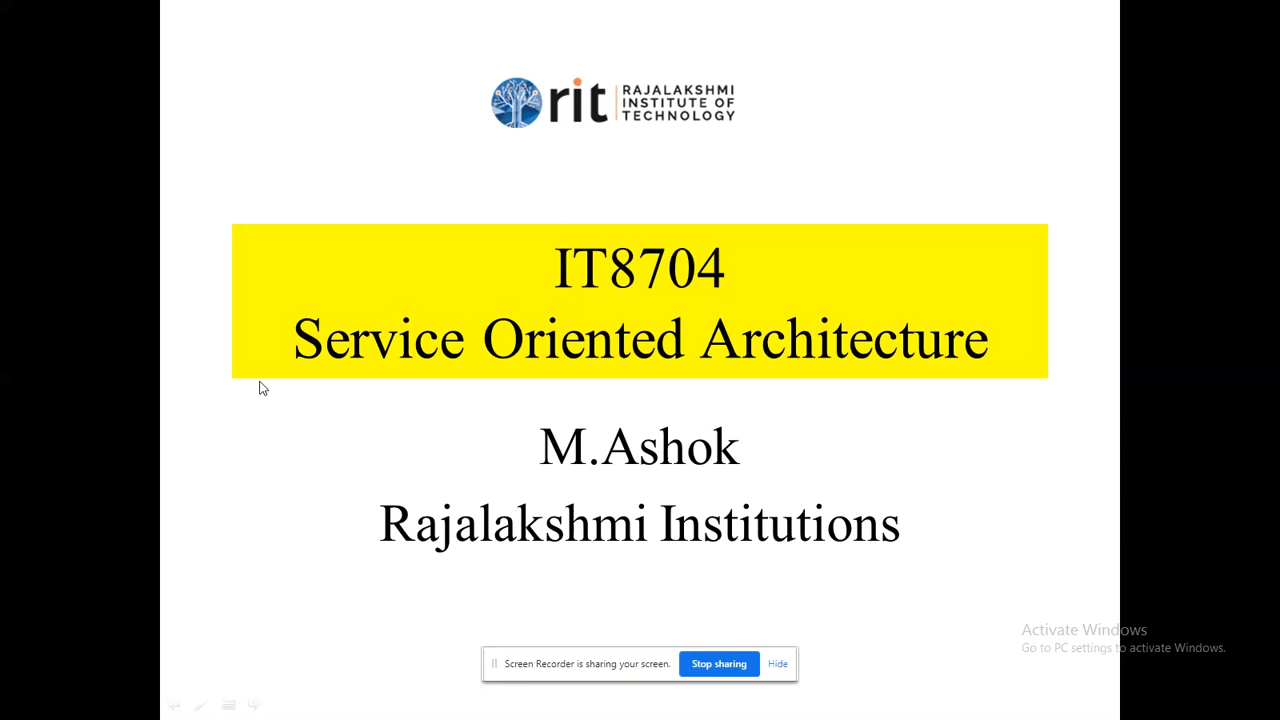 rit
RAJALAKSHMI
INSTITUTE OF
TECHNOLOGY
IT8704
Service Oriented Architecture
M.Ashok
Rajalakshmi Institutions
Activate Windows
Go to PC settings to activate Windows.
Screen Recorder is sharing your screen.
Stop sharing
Hide